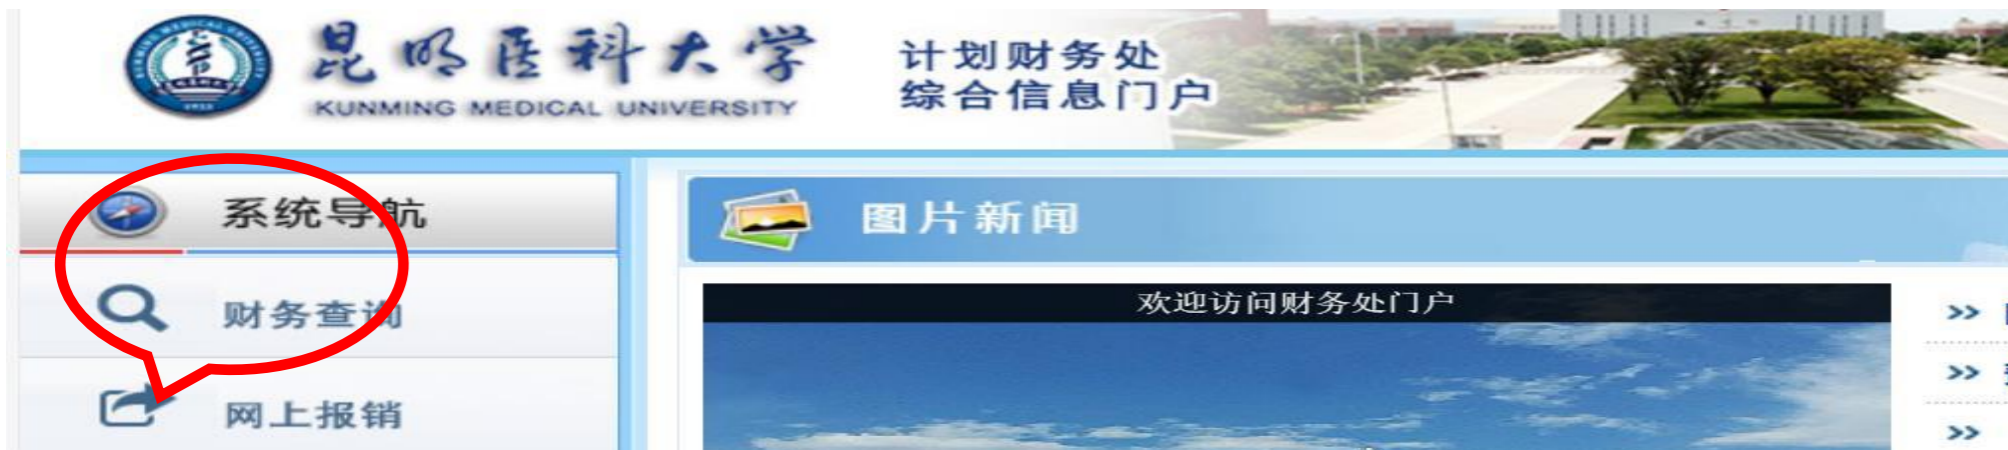 昆明医科大学
KUNMING MEDICAL UNIVERSITY
计划财务处
综合信息门户
系统导航
财务查询
网上报销
图片新闻
欢迎访问财务处门户